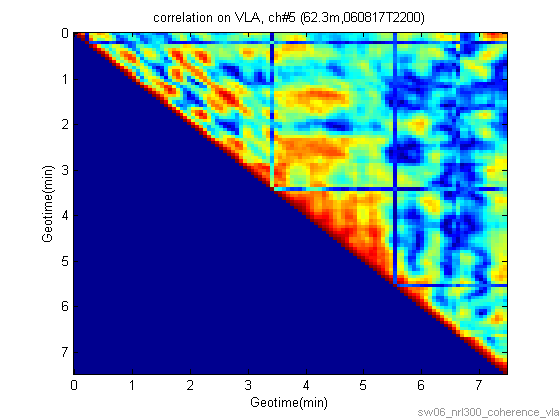 correlation on VLA, ch#5 (62.3m,060817T2200)
0
1
2
3
4
5
6
7
Geotime(min)
0 1 2 3 4 5 6 7
Geotime(min)
sw06_nrl300_coherence_vla